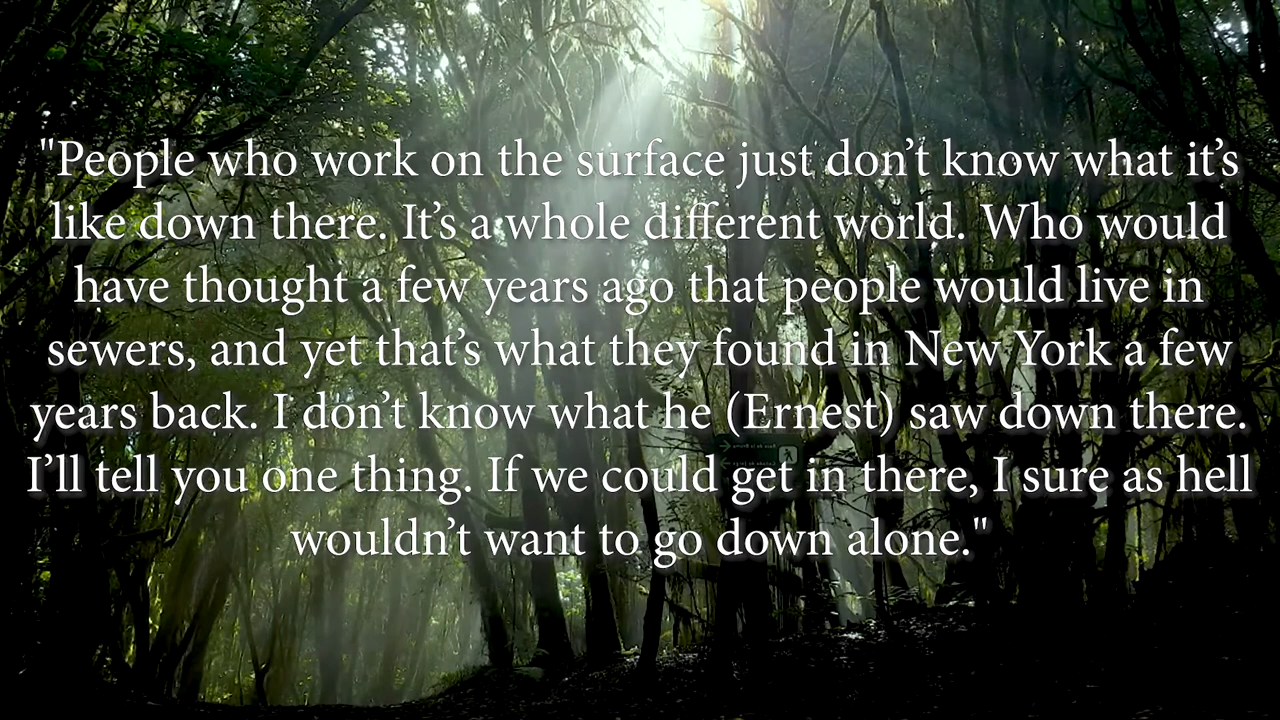 "People who work on the surface just don’t know what it’s
like down there. It’s a whole different world. Who would
have thought a few years ago that people would live in
sewers, and yet that’s what they found in New York a few
years back. I don’t know what he (Ernest) saw down there.
I’ll tell you one thing. If we could get in there, I sure as hell
wouldn’t want to go down alone."